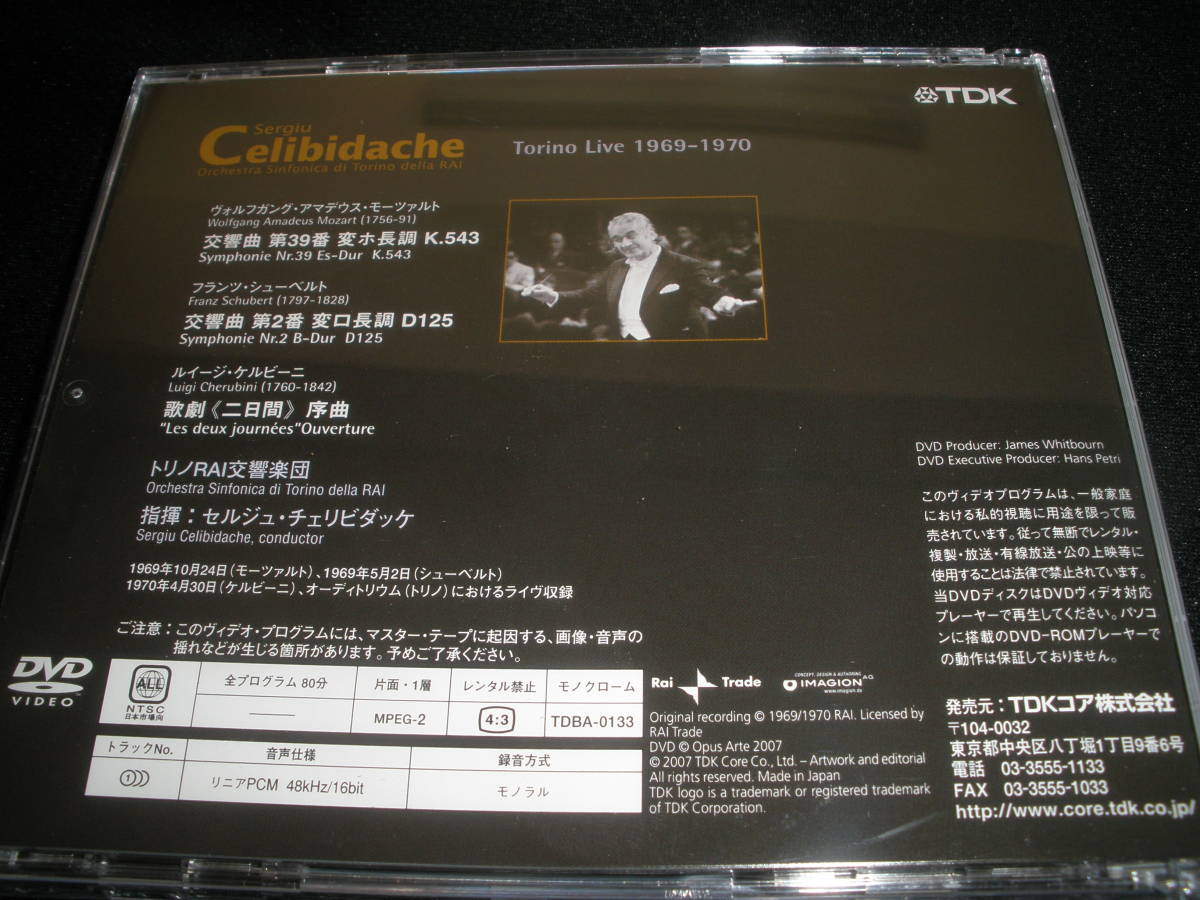 TDK
Sergiu
Celibidache
Orchestra Sinfonica di Torino della RAI
Torino Live 1969-1970
ヴォルフガング・アマデウス・モーツァルト
Wolfgang Amadeus Mozart (1756-91)
交響曲 第39番 変ホ長調 K.543
Symphonie Nr.39 Es-Dur K.543
フランツ・シューベルト
Franz Schubert (1797-1828)
交響曲 第2番 変ロ長調 D125
Symphonie Nr.2 B-Dur D125
ルイージ・ケルビーニ
Luigi Cherubini (1760-1842)
歌劇《二日間》 序曲
"Les deux journées"Ouverture
トリノRAI交響楽団
Orchestra Sinfonica di Torino della RAI
指揮：セルジュ・チェリビダッケ
Sergiu Celibidache, conductor
1969年10月24日（モーツァルト）、1969年5月2日（シューベルト）
1970年4月30日（ケルビーニ）、オーディトリウム（トリノ）におけるライヴ収録
ご注意：このヴィデオ・プログラムには、マスター・テープに起因する、画像・音声の
揺れなどが生じる箇所があります。予めご了承ください。
DVD Producer: James Whitbourn
DVD Executive Producer: Hans Petri
このヴィデオプログラムは、一般家庭
における私的視聴に用途を限って販
売されています。従って無断でレンタル・
複製・放送・有線放送・公の上映等に
使用することは法律で禁止されています。
当DVDディスクはDVDヴィデオ対応
プレーヤーで再生してください。パソコ
ンに搭載のDVD-ROMプレーヤーで
の動作は保証しておりません。
DVD
VIDEO
ALL
NTSC
日本市場向
全プログラム 80分
片面・1層
レンタル禁止
モノクローム
MPEG-2
4:3
TDBA-0133
トラックNo.
音声仕様
録音方式
1
リニアPCM 48kHz/16bit
モノラル
Rai Trade
CONCEPT, DESIGN & AUTHORING
IMAGION AG
www.imagion.de
Original recording © 1969/1970 RAI. Licensed by
RAI Trade
DVD © Opus Arte 2007
© 2007 TDK Core Co., Ltd. – Artwork and editorial
All rights reserved. Made in Japan
TDK logo is a trademark or registered trademark
of TDK Corporation.
発売元：TDKコア株式会社
〒104-0032
東京都中央区八丁堀1丁目9番6号
電話 03-3555-1133
FAX 03-3555-1033
http://www.core.tdk.co.jp/